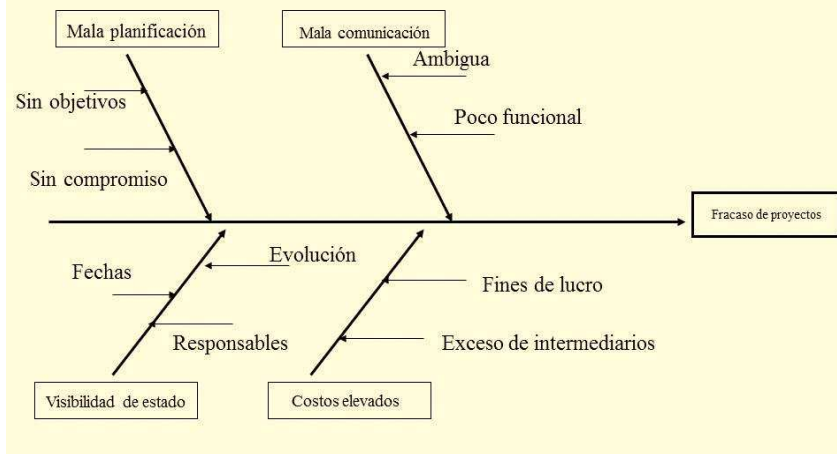 Mala planificación
Mala comunicación
Ambigua
Sin objetivos
Poco funcional
Sin compromiso
Fracaso de proyectos
Evolución
Fechas
Fines de lucro
Responsables
Exceso de intermediarios
Visibilidad de estado
Costos elevados